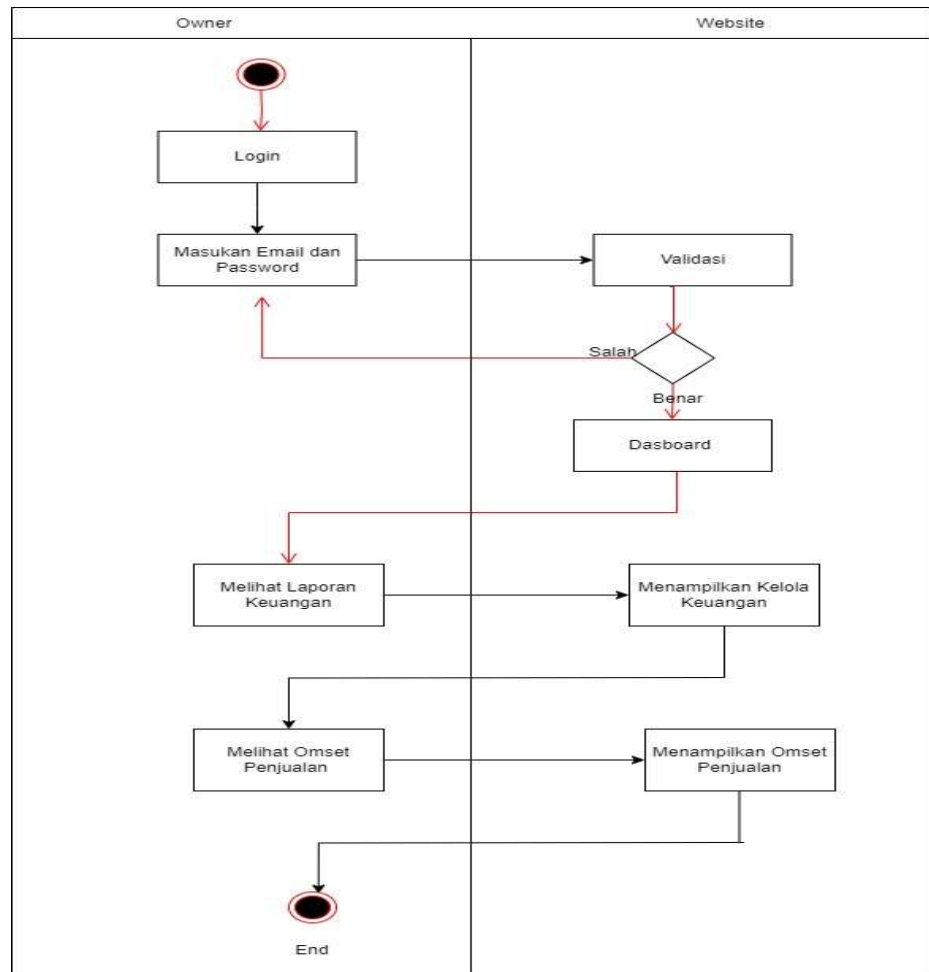 Owner
Website
Login
Masukan Email dan
Password
Validasi
Salah
Benar
Dasboard
Melihat Laporan
Keuangan
Menampilkan Kelola
Keuangan
Melihat Omset
Penjualan
Menampilkan Omset
Penjualan
End